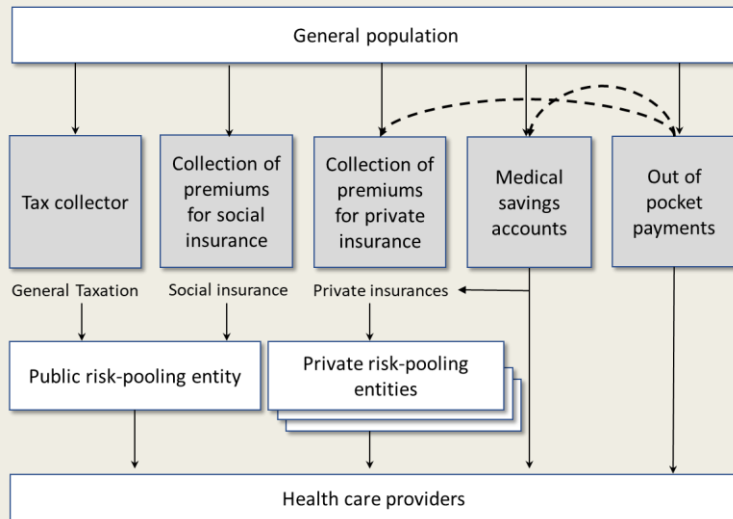 General population
Tax collector
Collection of
premiums
for social
insurance
Collection of
premiums
for private
insurance
Medical
savings
accounts
Out of
pocket
payments
General Taxation
Social insurance
Private insurances
Public risk-pooling entity
Private risk-pooling
entities
Health care providers